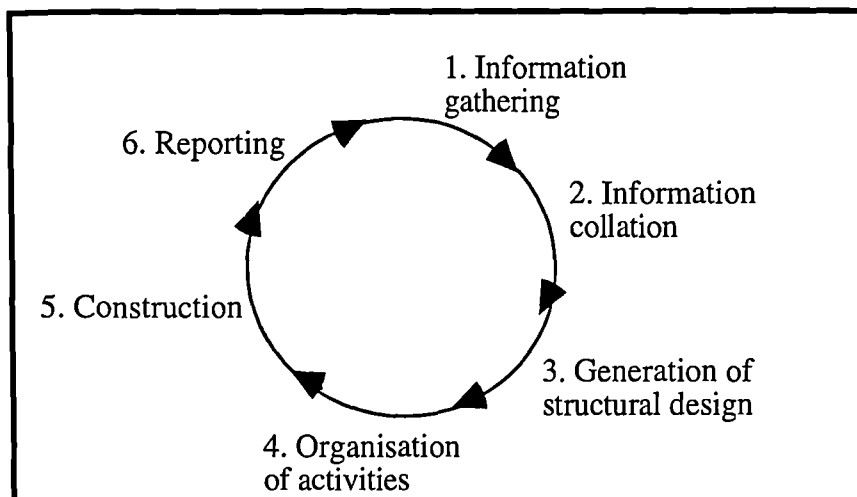 1. Information
gathering
2. Information
collation
3. Generation of
structural design
4. Organisation
of activities
5. Construction
6. Reporting